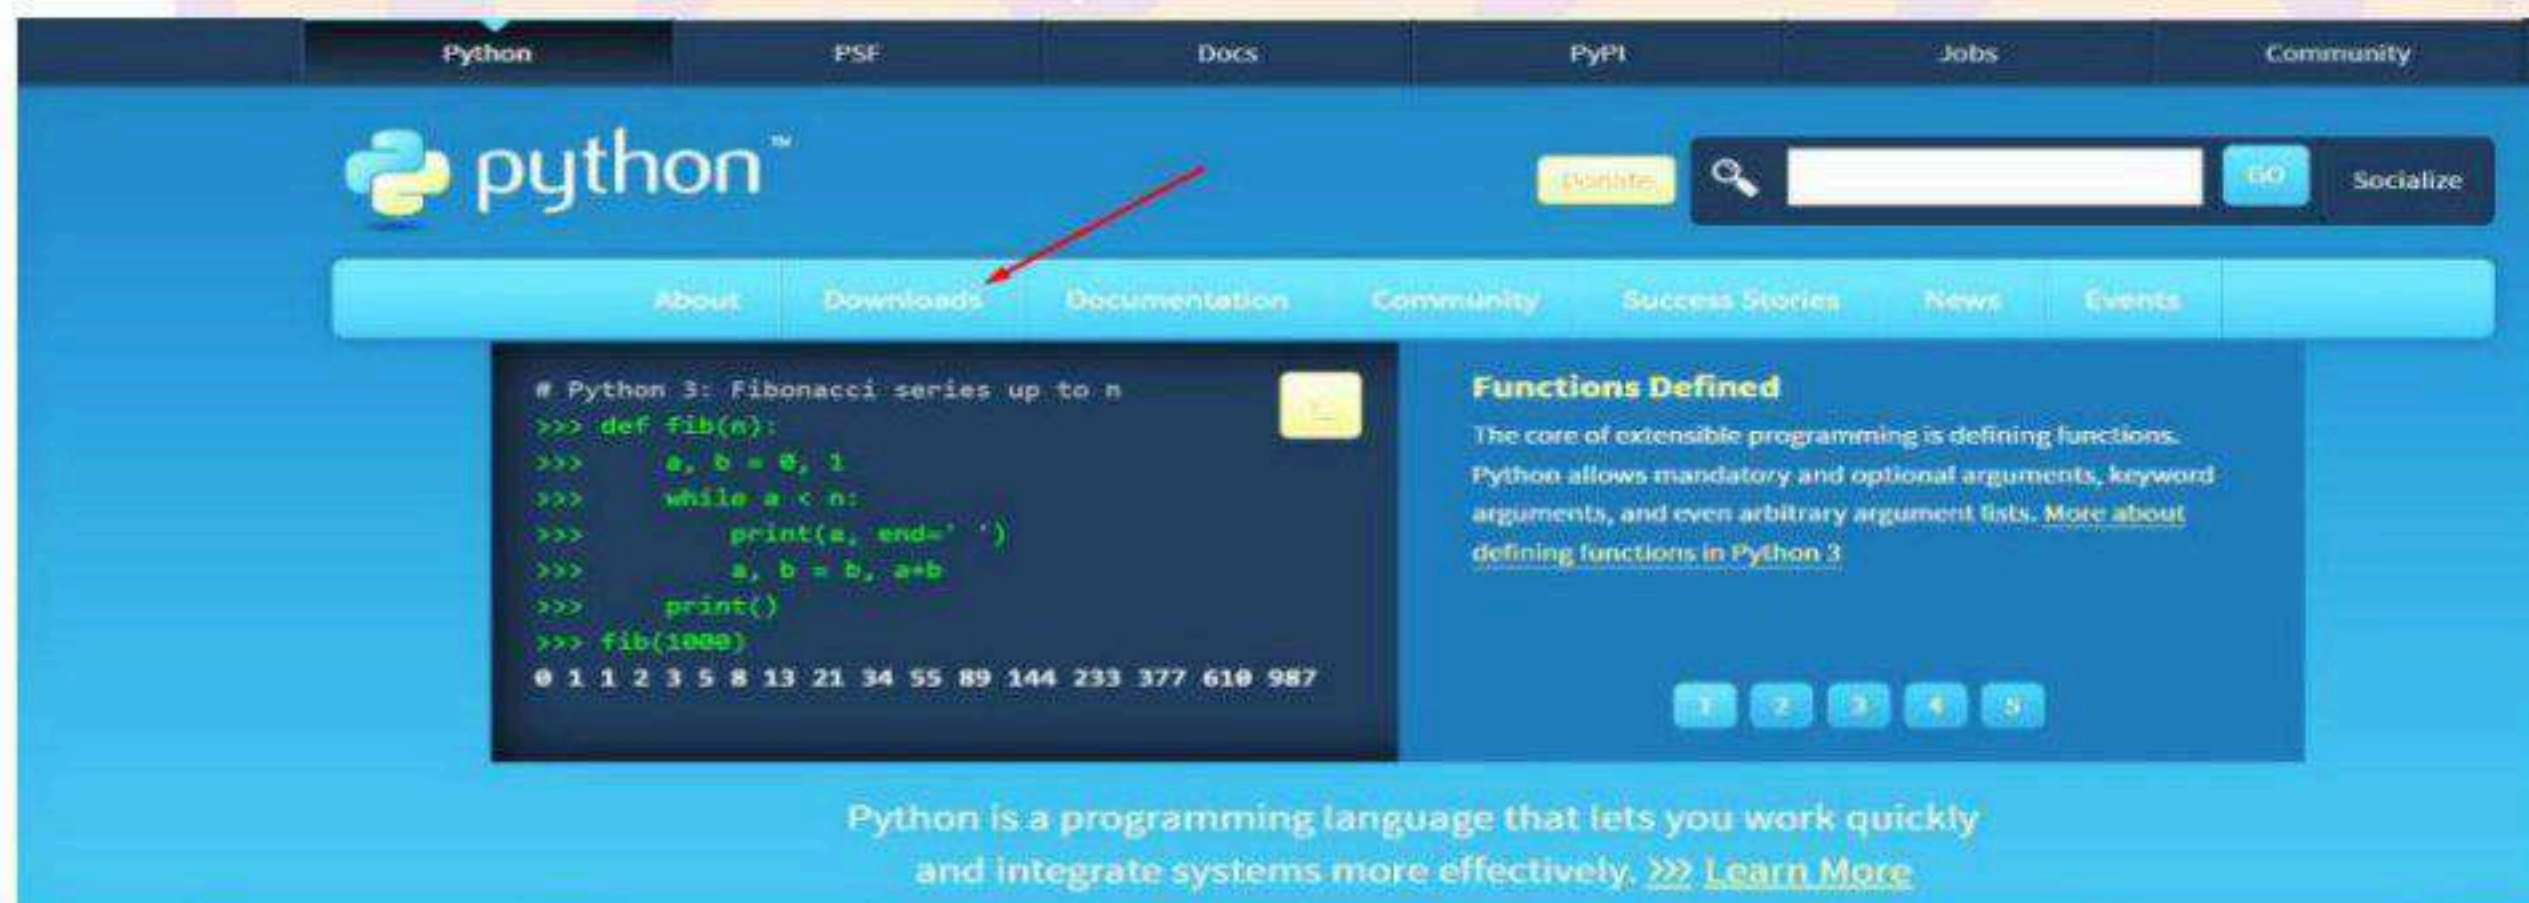 Python PSF Docs PyPI Jobs Community
python™
Donate GO Socialize
About Downloads Documentation Community Success Stories News Events
# Python 3: Fibonacci series up to n
>>> def fib(n):
>>>     a, b = 0, 1
>>>     while a < n:
>>>         print(a, end=' ')
>>>         a, b = b, a+b
>>>     print()
>>> fib(1000)
0 1 1 2 3 5 8 13 21 34 55 89 144 233 377 610 987
Functions Defined
The core of extensible programming is defining functions.
Python allows mandatory and optional arguments, keyword
arguments, and even arbitrary argument lists. More about
defining functions in Python 3
1 2 3 4 5
Python is a programming language that lets you work quickly
and integrate systems more effectively. >>> Learn More